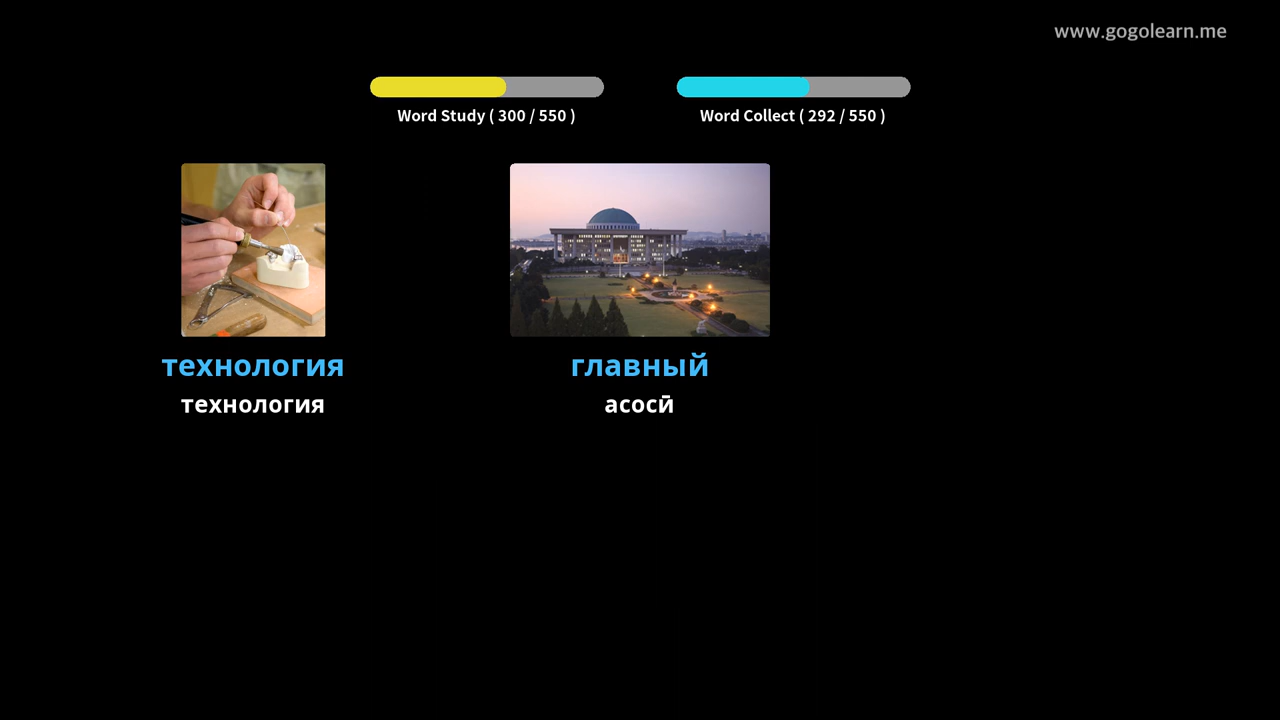 www.gogolearn.me
Word Study ( 300 / 550 )
Word Collect ( 292 / 550 )
технология
технология
главный
асосӣ